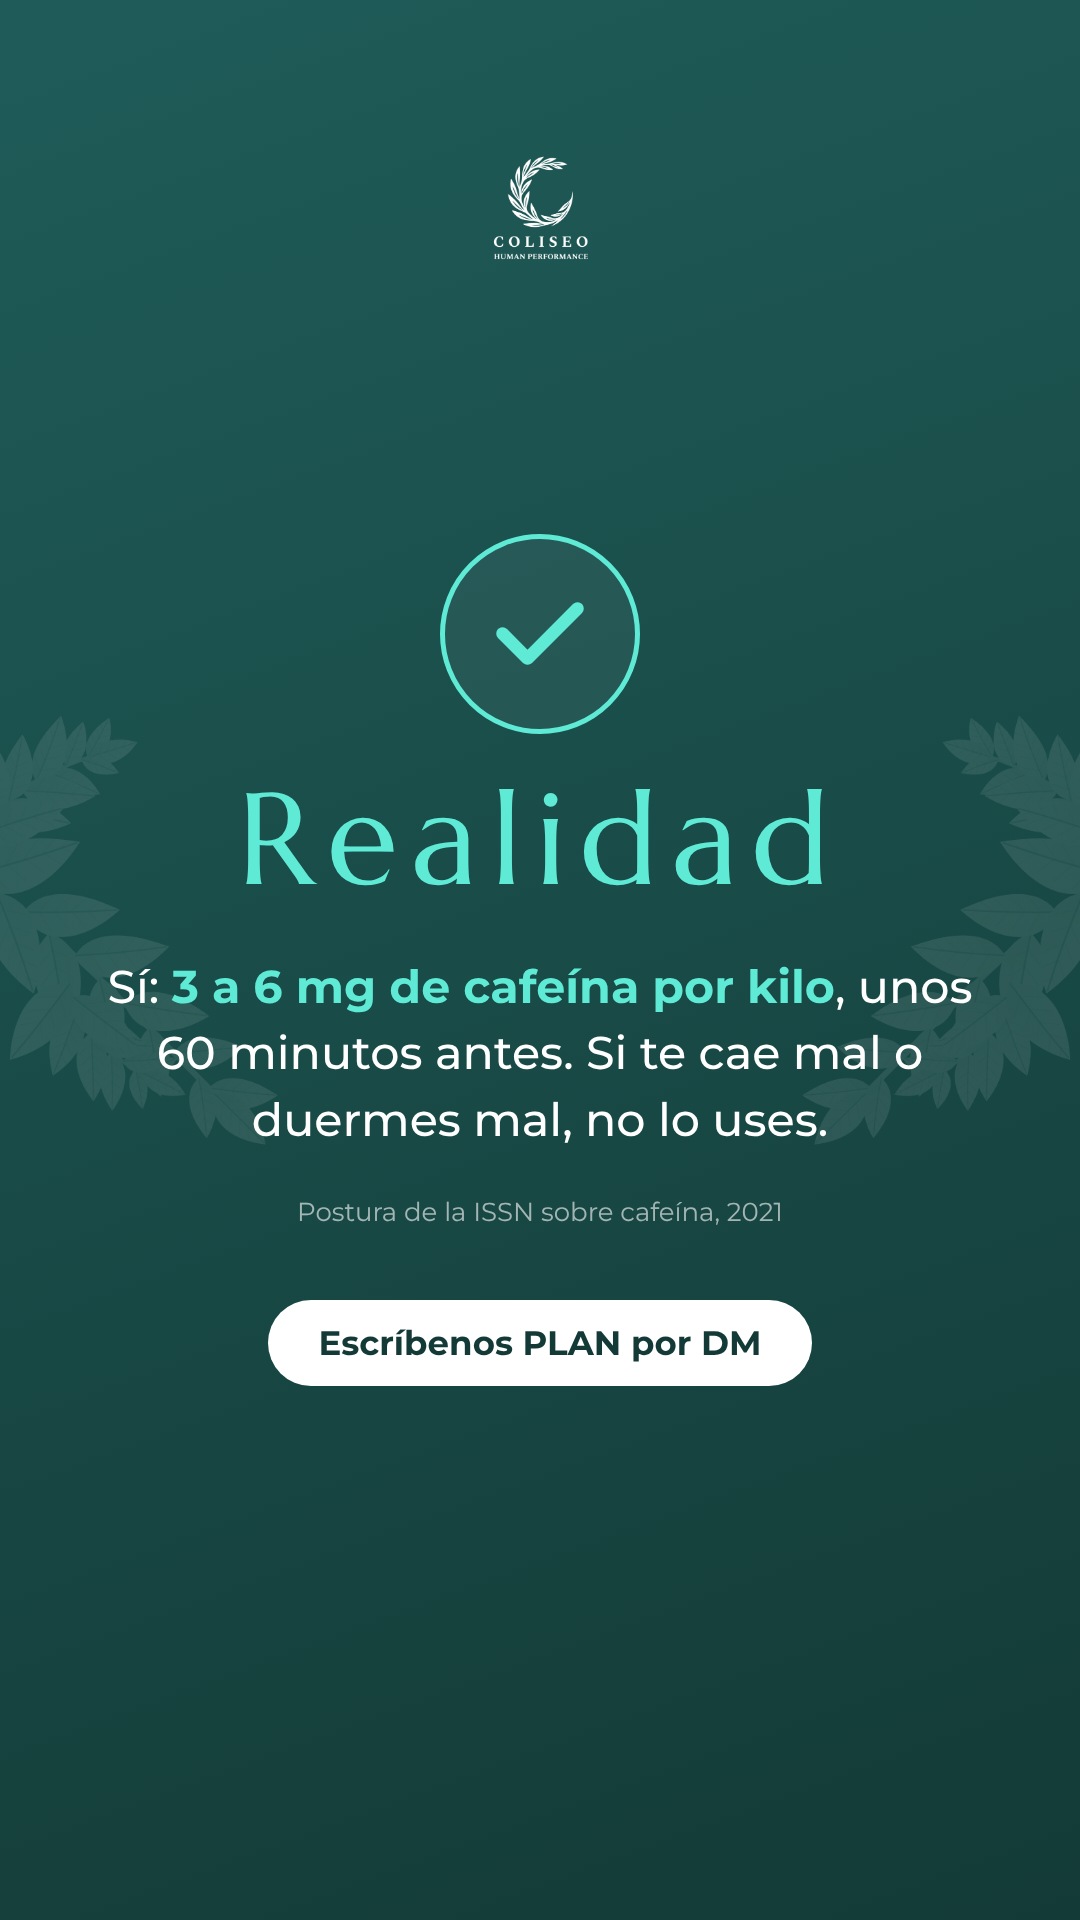 COLISEO
HUMAN PERFORMANCE
Realidad
Sí: 3 a 6 mg de cafeína por kilo, unos
60 minutos antes. Si te cae mal o
duermes mal, no lo uses.
Postura de la ISSN sobre cafeína, 2021
Escríbenos PLAN por DM